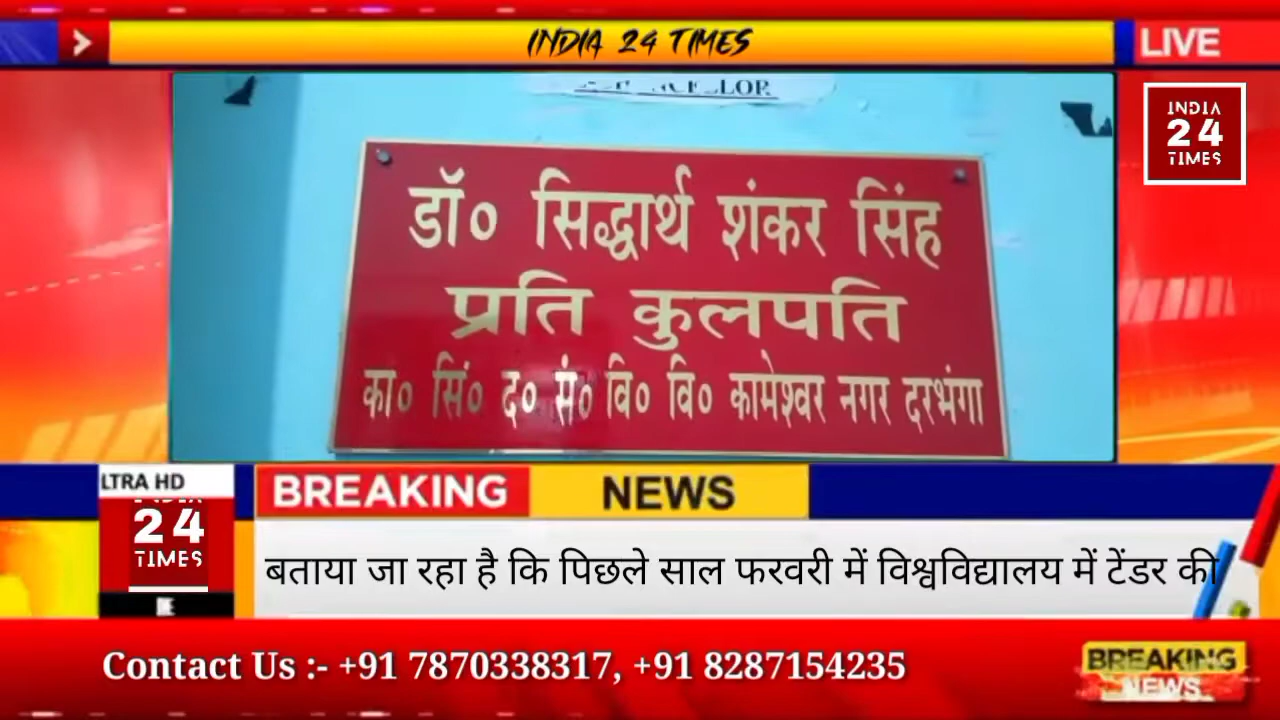 INDIA 24 TIMES
LIVE
INDIA
24
TIMES
डॉ० सिद्धार्थ शंकर सिंह
प्रति कुलपति
का० सिं० द० सं० वि० वि० कामेश्वर नगर दरभंगा
LTRA HD
24
TIMES
BREAKING NEWS
बताया जा रहा है कि पिछले साल फरवरी में विश्वविद्यालय में टेंडर की
Contact Us :- +91 7870338317, +91 8287154235
BREAKING
NEWS